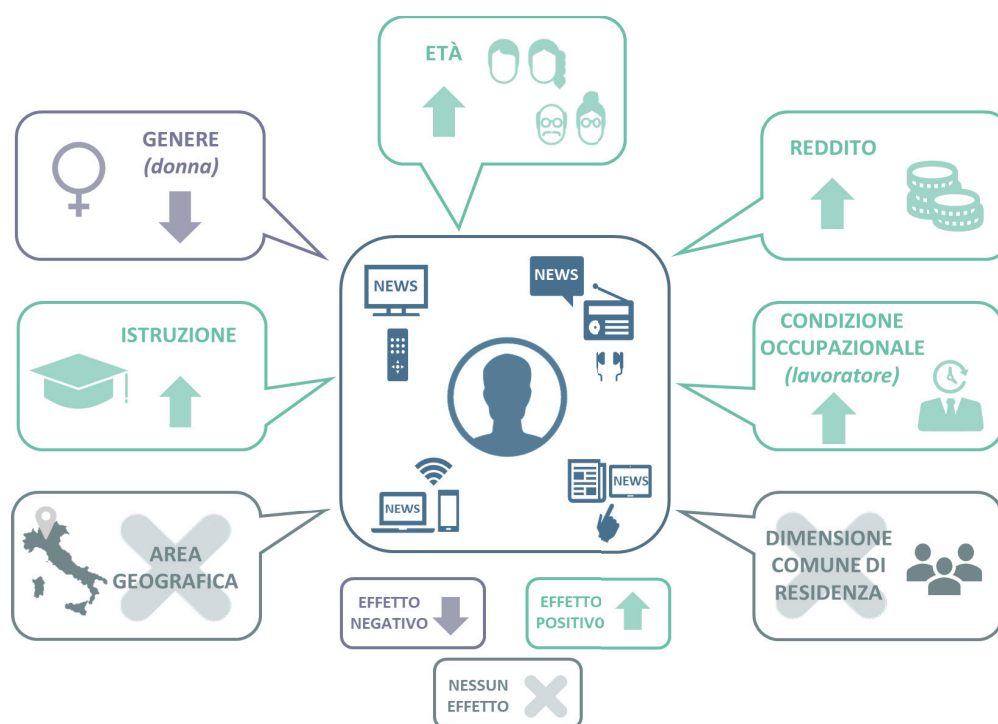 ETÀ
GENERE
(donna)
REDDITO
NEWS
NEWS
ISTRUZIONE
CONDIZIONE
OCCUPAZIONALE
(lavoratore)
NEWS
NEWS
AREA
GEOGRAFICA
DIMENSIONE
COMUNE DI
RESIDENZA
EFFETTO
NEGATIVO
EFFETTO
POSITIV0
NESSUN
EFFETTO